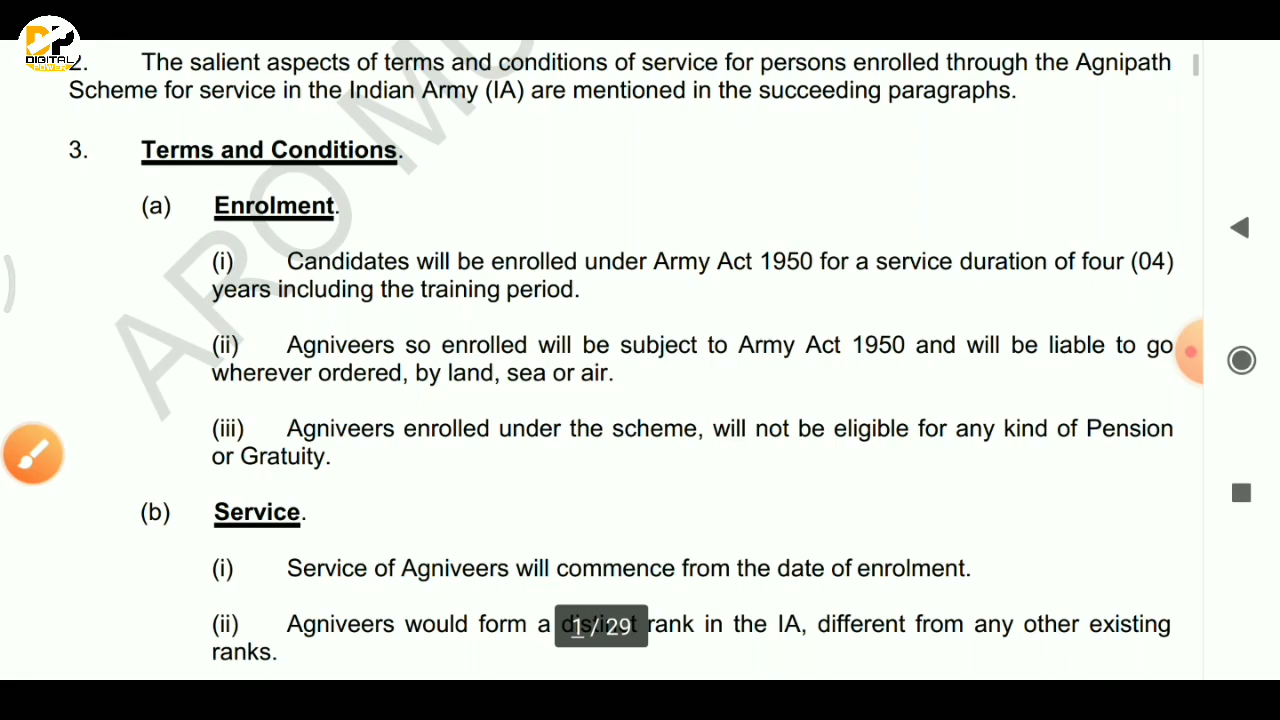 DP
DIGITAL
POWER
2. The salient aspects of terms and conditions of service for persons enrolled through the Agnipath
Scheme for service in the Indian Army (IA) are mentioned in the succeeding paragraphs.
3. Terms and Conditions.
(a) Enrolment.
(i) Candidates will be enrolled under Army Act 1950 for a service duration of four (04)
years including the training period.
(ii) Agniveers so enrolled will be subject to Army Act 1950 and will be liable to go
wherever ordered, by land, sea or air.
(iii) Agniveers enrolled under the scheme, will not be eligible for any kind of Pension
or Gratuity.
(b) Service.
(i) Service of Agniveers will commence from the date of enrolment.
(ii) Agniveers would form a distinct rank in the IA, different from any other existing
ranks.
1 / 29
ARO